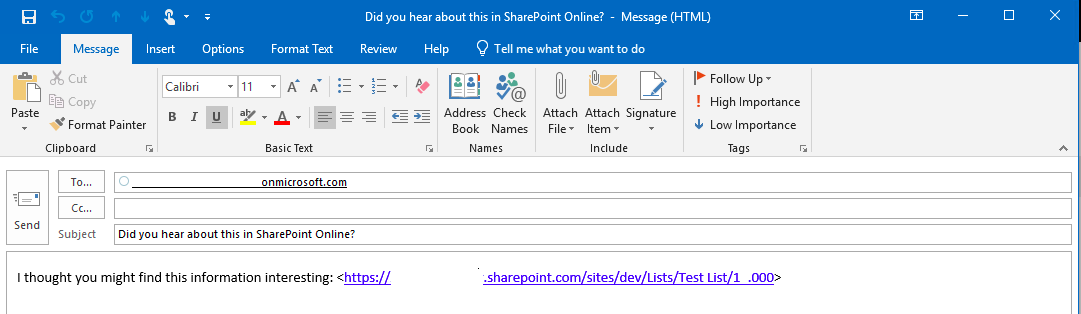 Did you hear about this in SharePoint Online? - Message (HTML)
File Message Insert Options Format Text Review Help Tell me what you want to do
Paste
Cut
Copy
Format Painter
Clipboard
Calibri 11
B I U
Basic Text
Address Book
Check Names
Names
Attach File
Attach Item
Signature
Include
Follow Up
High Importance
Low Importance
Tags
Send
To... onmicrosoft.com
Cc...
Subject Did you hear about this in SharePoint Online?
I thought you might find this information interesting: <https:// .sharepoint.com/sites/dev/Lists/Test List/1_.000>